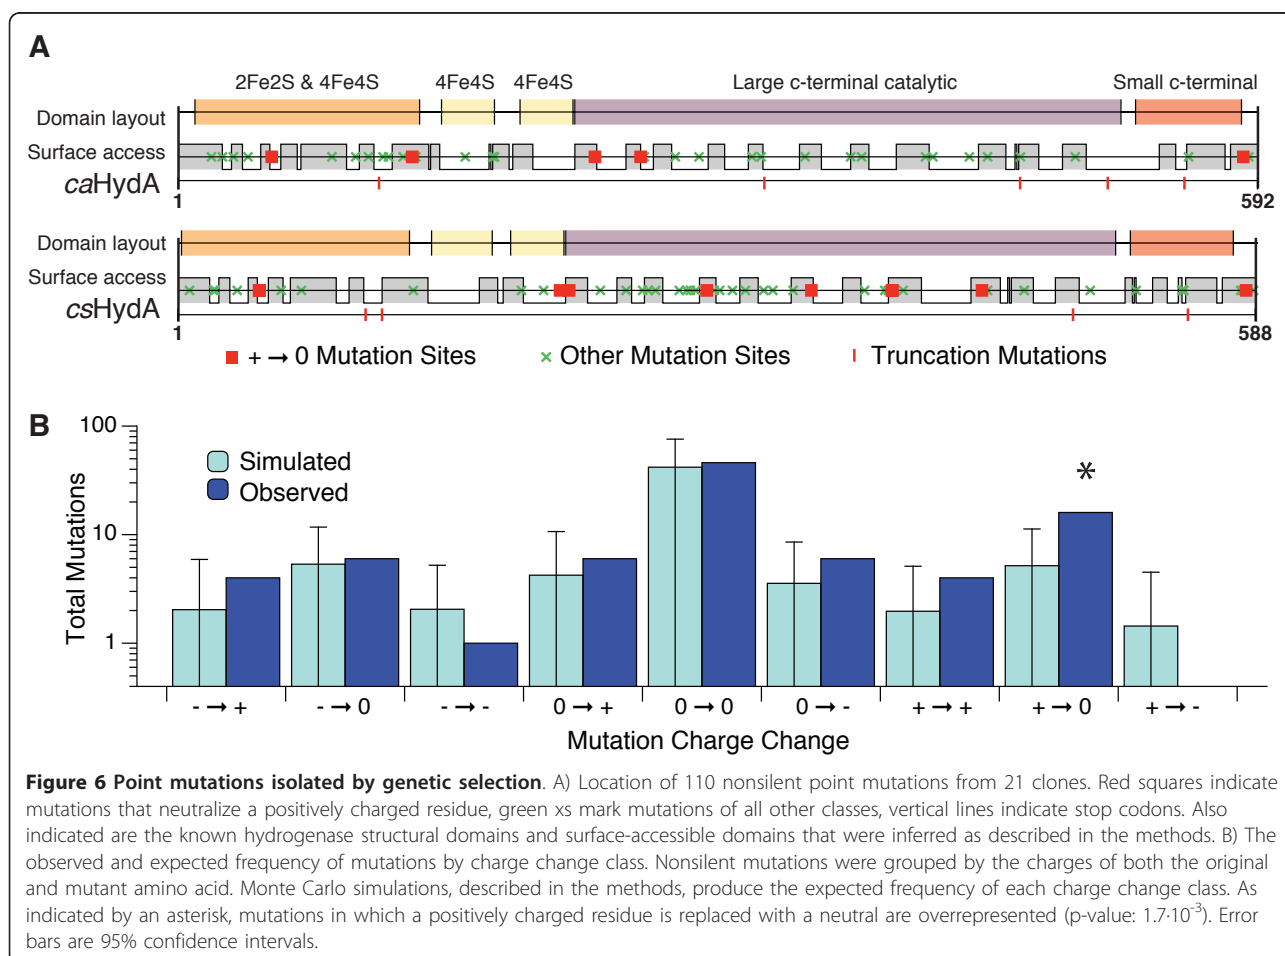 A
2Fe2S & 4Fe4S 4Fe4S 4Fe4S Large c-terminal catalytic Small c-terminal
Domain layout
Surface access
caHydA
1 592
Domain layout
Surface access
csHydA
1 588
+ → 0 Mutation Sites × Other Mutation Sites Truncation Mutations
B
100
10
1
Total Mutations
Simulated
Observed
*
- → + - → 0 - → - 0 → + 0 → 0 0 → - + → + + → 0 + → -
Mutation Charge Change
Figure 6 Point mutations isolated by genetic selection. A) Location of 110 nonsilent point mutations from 21 clones. Red squares indicate
mutations that neutralize a positively charged residue, green xs mark mutations of all other classes, vertical lines indicate stop codons. Also
indicated are the known hydrogenase structural domains and surface-accessible domains that were inferred as described in the methods. B) The
observed and expected frequency of mutations by charge change class. Nonsilent mutations were grouped by the charges of both the original
and mutant amino acid. Monte Carlo simulations, described in the methods, produce the expected frequency of each charge change class. As
indicated by an asterisk, mutations in which a positively charged residue is replaced with a neutral are overrepresented (p-value: 1.7·10⁻³). Error
bars are 95% confidence intervals.